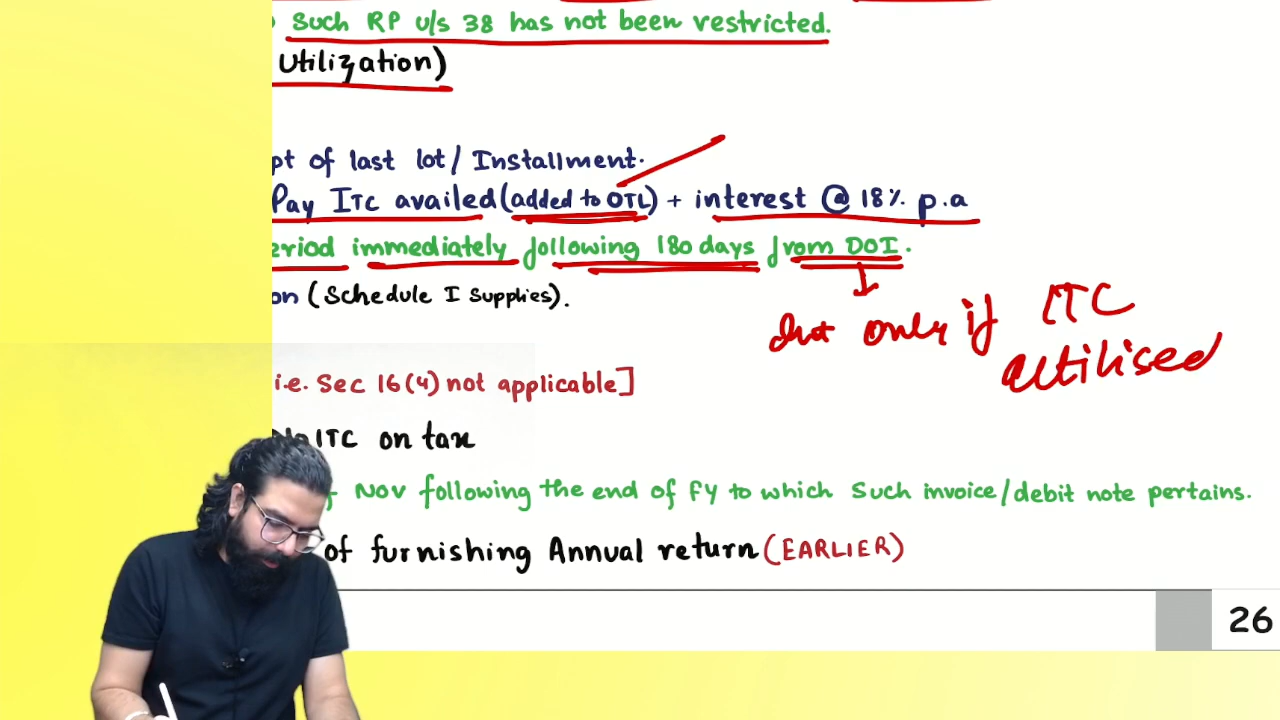 Such RP u/s 38 has not been restricted.
Utilization)
pt of last lot/ Installment.
Pay ITC availed (added to OTL) + interest @ 18% p.a
eriod immediately following 180 days from DOI.
on (Schedule I Supplies).
but only if ITC
utilised
i.e. Sec 16(4) not applicable]
ITC on tax
Nov following the end of FY to which such invoice/debit note pertains.
of furnishing Annual return (EARLIER)
26